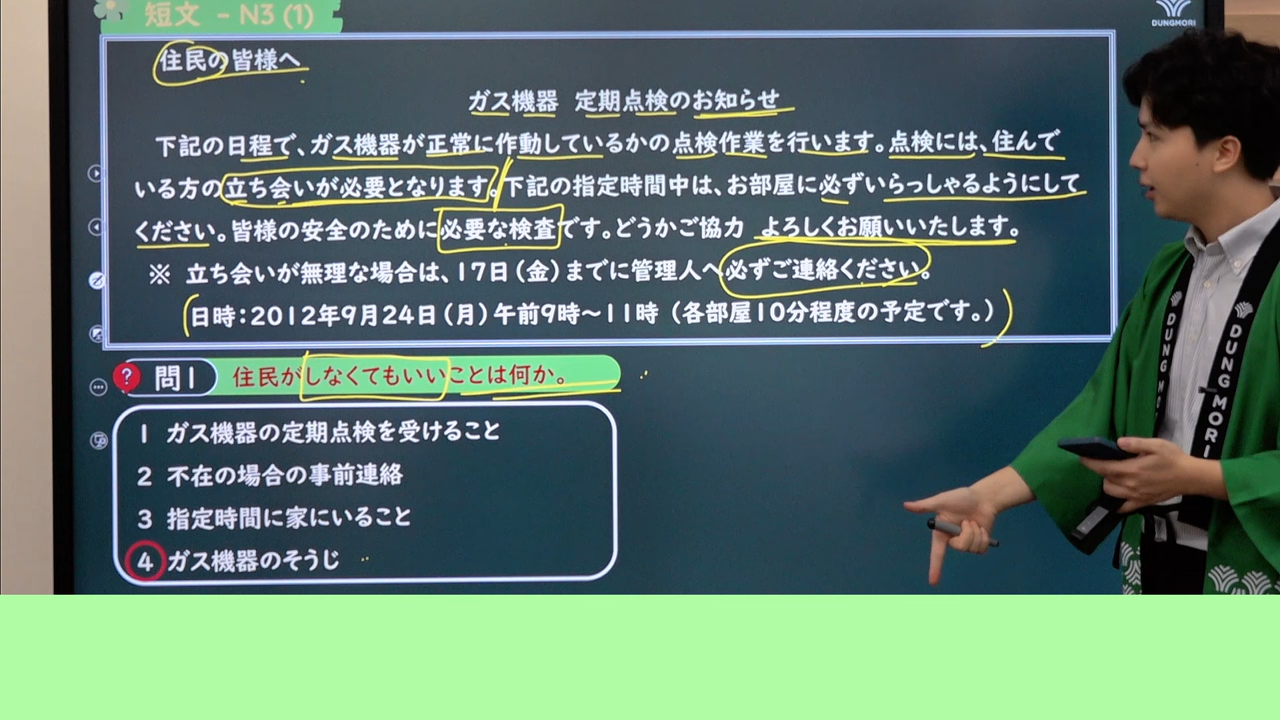 短文 - N3 (1)
DUNGMORI
住民の皆様へ
ガス機器 定期点検のお知らせ
下記の日程で、ガス機器が正常に作動しているかの点検作業を行います。点検には、住んで
いる方の立ち会いが必要となります。下記の指定時間中は、お部屋に必ずいらっしゃるようにして
ください。皆様の安全のために必要な検査です。どうかご協力 よろしくお願いいたします。
※ 立ち会いが無理な場合は、17日(金)までに管理人へ必ずご連絡ください。
日時:2012年9月24日(月)午前9時～11時 (各部屋10分程度の予定です。)
? 問1 住民がしなくてもいいことは何か。
1 ガス機器の定期点検を受けること
2 不在の場合の事前連絡
3 指定時間に家にいること
4 ガス機器のそうじ
DUNG MORI
DUNG MO